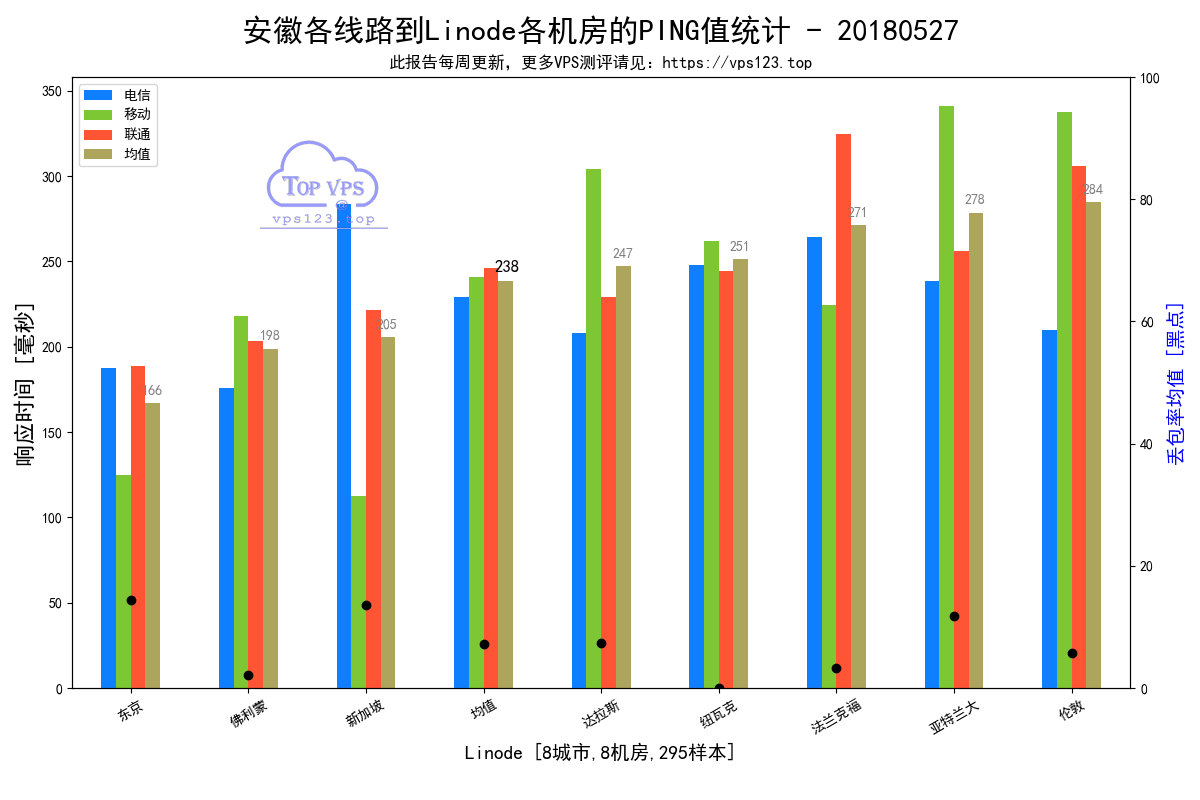 安徽各线路到Linode各机房的PING值统计 - 20180527
此报告每周更新，更多VPS测评请见：https://vps123.top
电信
移动
联通
均值
TOP VPS
@
vps123.top
响应时间 [毫秒]
350
300
250
200
150
100
50
0
166
198
205
238
247
251
271
278
284
100
80
60
40
20
0
丢包率均值 [黑点]
东京
佛利蒙
新加坡
均值
达拉斯
纽瓦克
法兰克福
亚特兰大
伦敦
Linode [8城市,8机房,295样本]